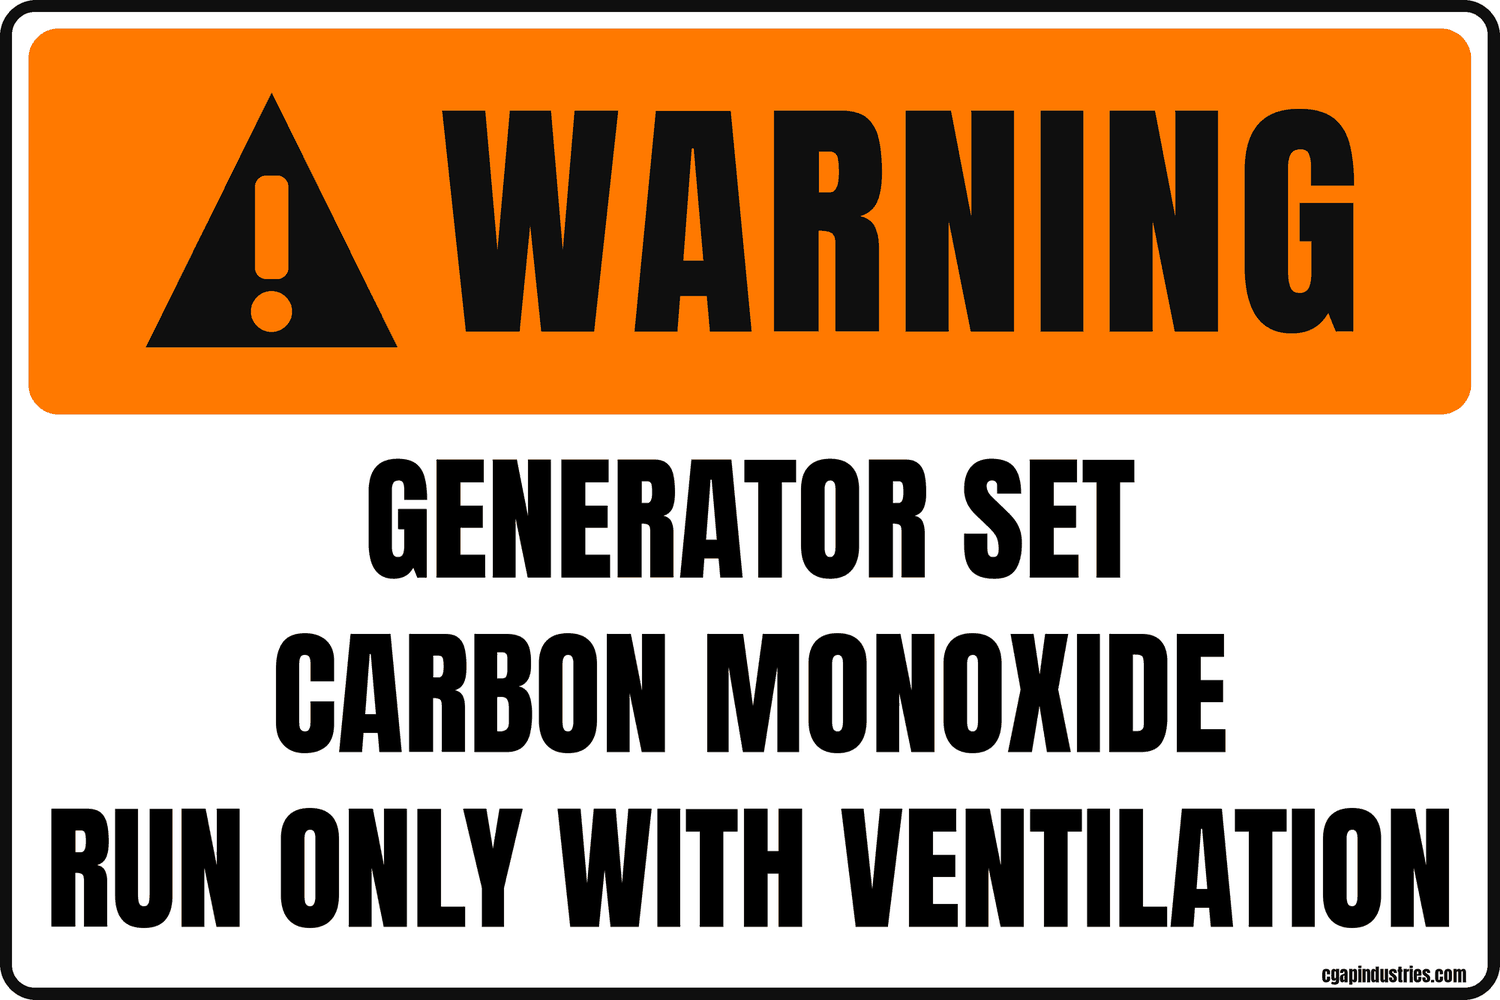 WARNING
GENERATOR SET
CARBON MONOXIDE
RUN ONLY WITH VENTILATION
cgapindustries.com